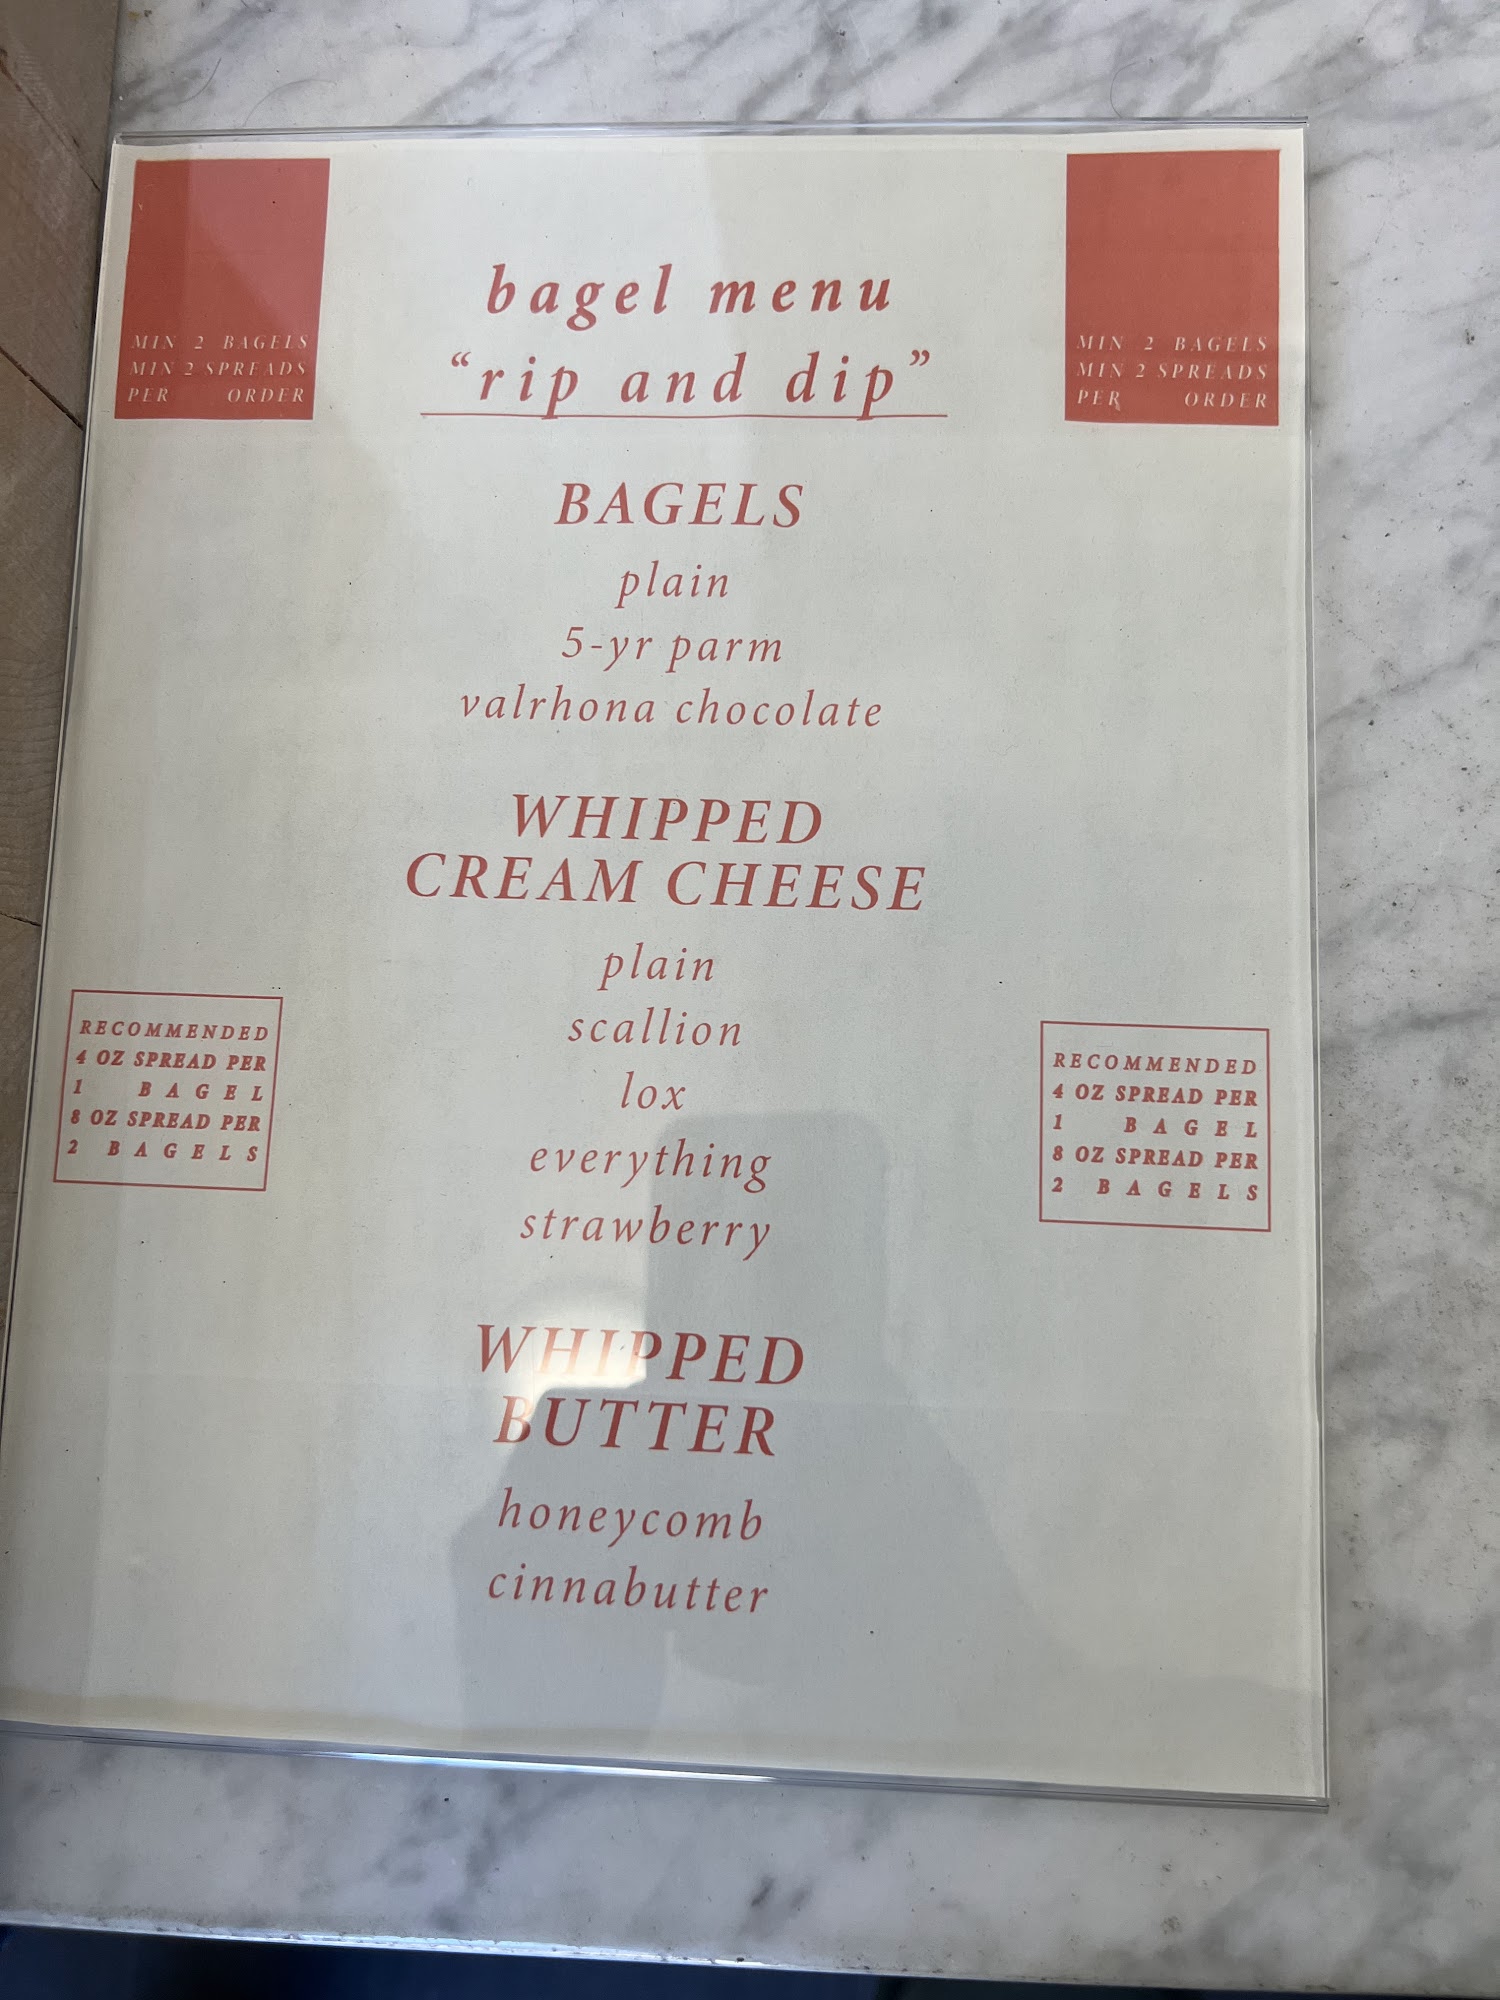 MIN 2 BAGELS
MIN 2 SPREADS
PER ORDER
MIN 2 BAGELS
MIN 2 SPREADS
PER ORDER
bagel menu
“rip and dip”
BAGELS
plain
5-yr parm
valrhona chocolate
WHIPPED
CREAM CHEESE
plain
scallion
lox
everything
strawberry
RECOMMENDED
4 OZ SPREAD PER
1 BAGEL
8 OZ SPREAD PER
2 BAGELS
RECOMMENDED
4 OZ SPREAD PER
1 BAGEL
8 OZ SPREAD PER
2 BAGELS
WHIPPED
BUTTER
honeycomb
cinnabutter